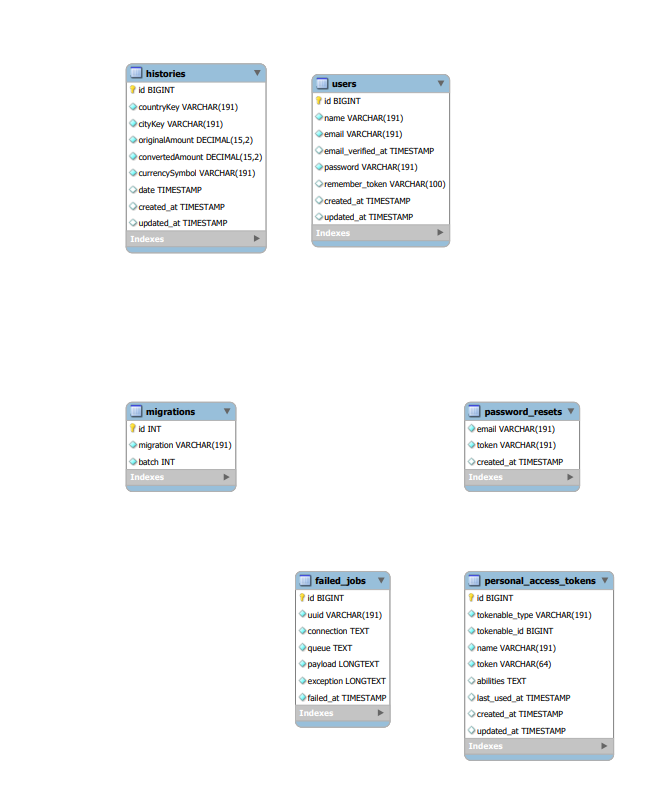 histories
id BIGINT
countryKey VARCHAR(191)
cityKey VARCHAR(191)
originalAmount DECIMAL(15,2)
convertedAmount DECIMAL(15,2)
currencySymbol VARCHAR(191)
date TIMESTAMP
created_at TIMESTAMP
updated_at TIMESTAMP
Indexes
users
id BIGINT
name VARCHAR(191)
email VARCHAR(191)
email_verified_at TIMESTAMP
password VARCHAR(191)
remember_token VARCHAR(100)
created_at TIMESTAMP
updated_at TIMESTAMP
Indexes
migrations
id INT
migration VARCHAR(191)
batch INT
Indexes
password_resets
email VARCHAR(191)
token VARCHAR(191)
created_at TIMESTAMP
Indexes
failed_jobs
id BIGINT
uuid VARCHAR(191)
connection TEXT
queue TEXT
payload LONGTEXT
exception LONGTEXT
failed_at TIMESTAMP
Indexes
personal_access_tokens
id BIGINT
tokenable_type VARCHAR(191)
tokenable_id BIGINT
name VARCHAR(191)
token VARCHAR(64)
abilities TEXT
last_used_at TIMESTAMP
created_at TIMESTAMP
updated_at TIMESTAMP
Indexes